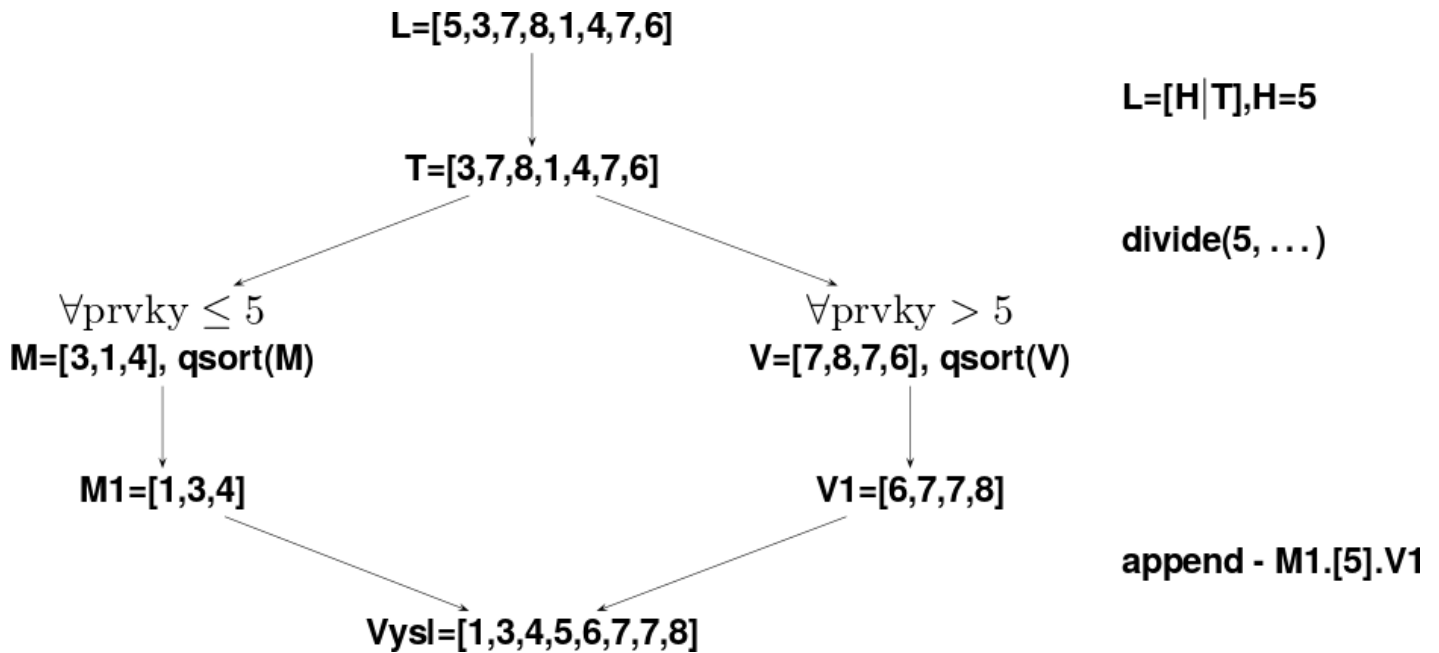 L=[5,3,7,8,1,4,7,6]
L=[H|T],H=5
T=[3,7,8,1,4,7,6]
divide(5, ...)
∀prvky ≤ 5
∀prvky > 5
M=[3,1,4], qsort(M)
V=[7,8,7,6], qsort(V)
M1=[1,3,4]
V1=[6,7,7,8]
append - M1.[5].V1
Vysl=[1,3,4,5,6,7,7,8]